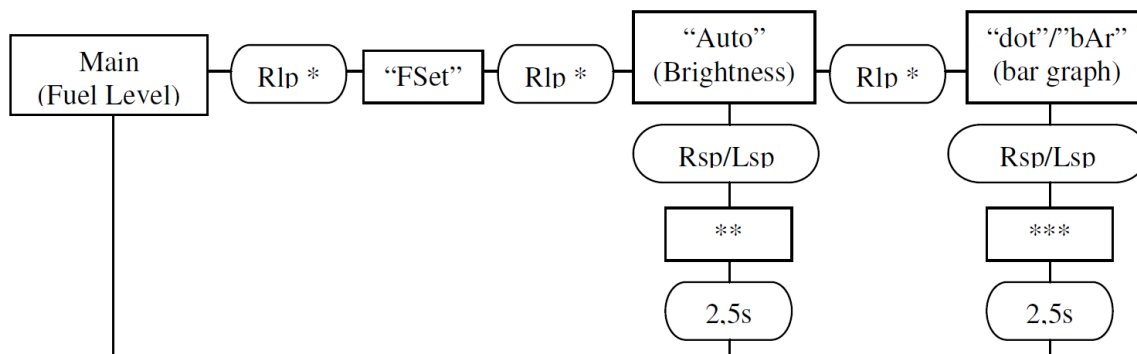 Main
(Fuel Level)
Rlp *
“FSet”
Rlp *
“Auto”
(Brightness)
Rlp *
“dot”/”bAr”
(bar graph)
Rsp/Lsp
Rsp/Lsp
**
***
2,5s
2,5s